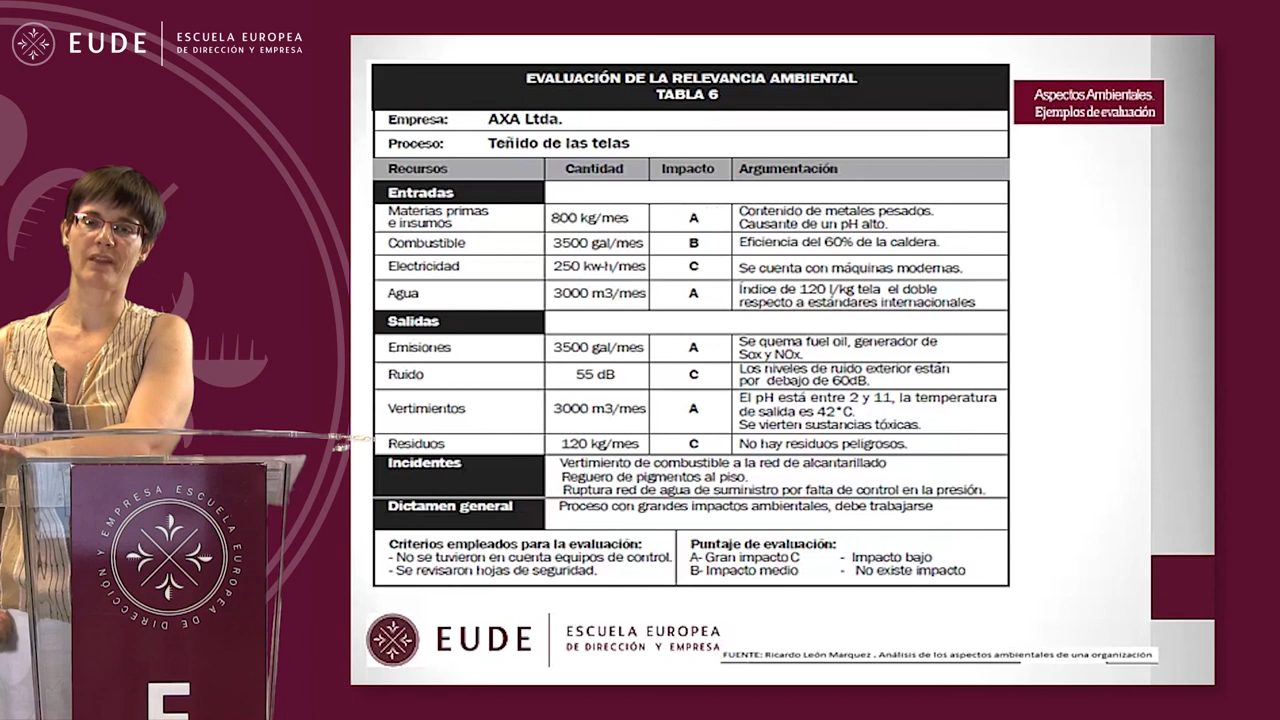 EUDE
ESCUELA EUROPEA
DE DIRECCIÓN Y EMPRESA
EVALUACIÓN DE LA RELEVANCIA AMBIENTAL
TABLA 6
Aspectos Ambientales.
Ejemplos de evaluación
Empresa: AXA Ltda.
Proceso: Teñido de las telas
Recursos Cantidad Impacto Argumentación
Entradas
Materias primas
e insumos 800 kg/mes A Contenido de metales pesados.
Causante de un pH alto.
Combustible 3500 gal/mes B Eficiencia del 60% de la caldera.
Electricidad 250 kw-h/mes C Se cuenta con máquinas modernas.
Agua 3000 m3/mes A Índice de 120 l/kg tela el doble
respecto a estándares internacionales
Salidas
Emisiones 3500 gal/mes A Se quema fuel oil, generador de
Sox y NOx.
Ruido 55 dB C Los niveles de ruido exterior están
por debajo de 60dB.
Vertimientos 3000 m3/mes A El pH está entre 2 y 11, la temperatura
de salida es 42°C.
Se vierten sustancias tóxicas.
Residuos 120 kg/mes C No hay residuos peligrosos.
Incidentes Vertimiento de combustible a la red de alcantarillado
Reguero de pigmentos al piso.
Ruptura red de agua de suministro por falta de control en la presión.
Dictamen general Proceso con grandes impactos ambientales, debe trabajarse
Criterios empleados para la evaluación:
- No se tuvieron en cuenta equipos de control.
- Se revisaron hojas de seguridad.
Puntaje de evaluación:
A- Gran impacto C - Impacto bajo
B- Impacto medio - No existe impacto
EUDE
ESCUELA EUROPEA
DE DIRECCIÓN Y EMPRESA
FUENTE: Ricardo León Marquez . Análisis de los aspectos ambientales de una organización
ESCUELA EUROPEA DE DIRECCIÓN Y EMPRESA
E